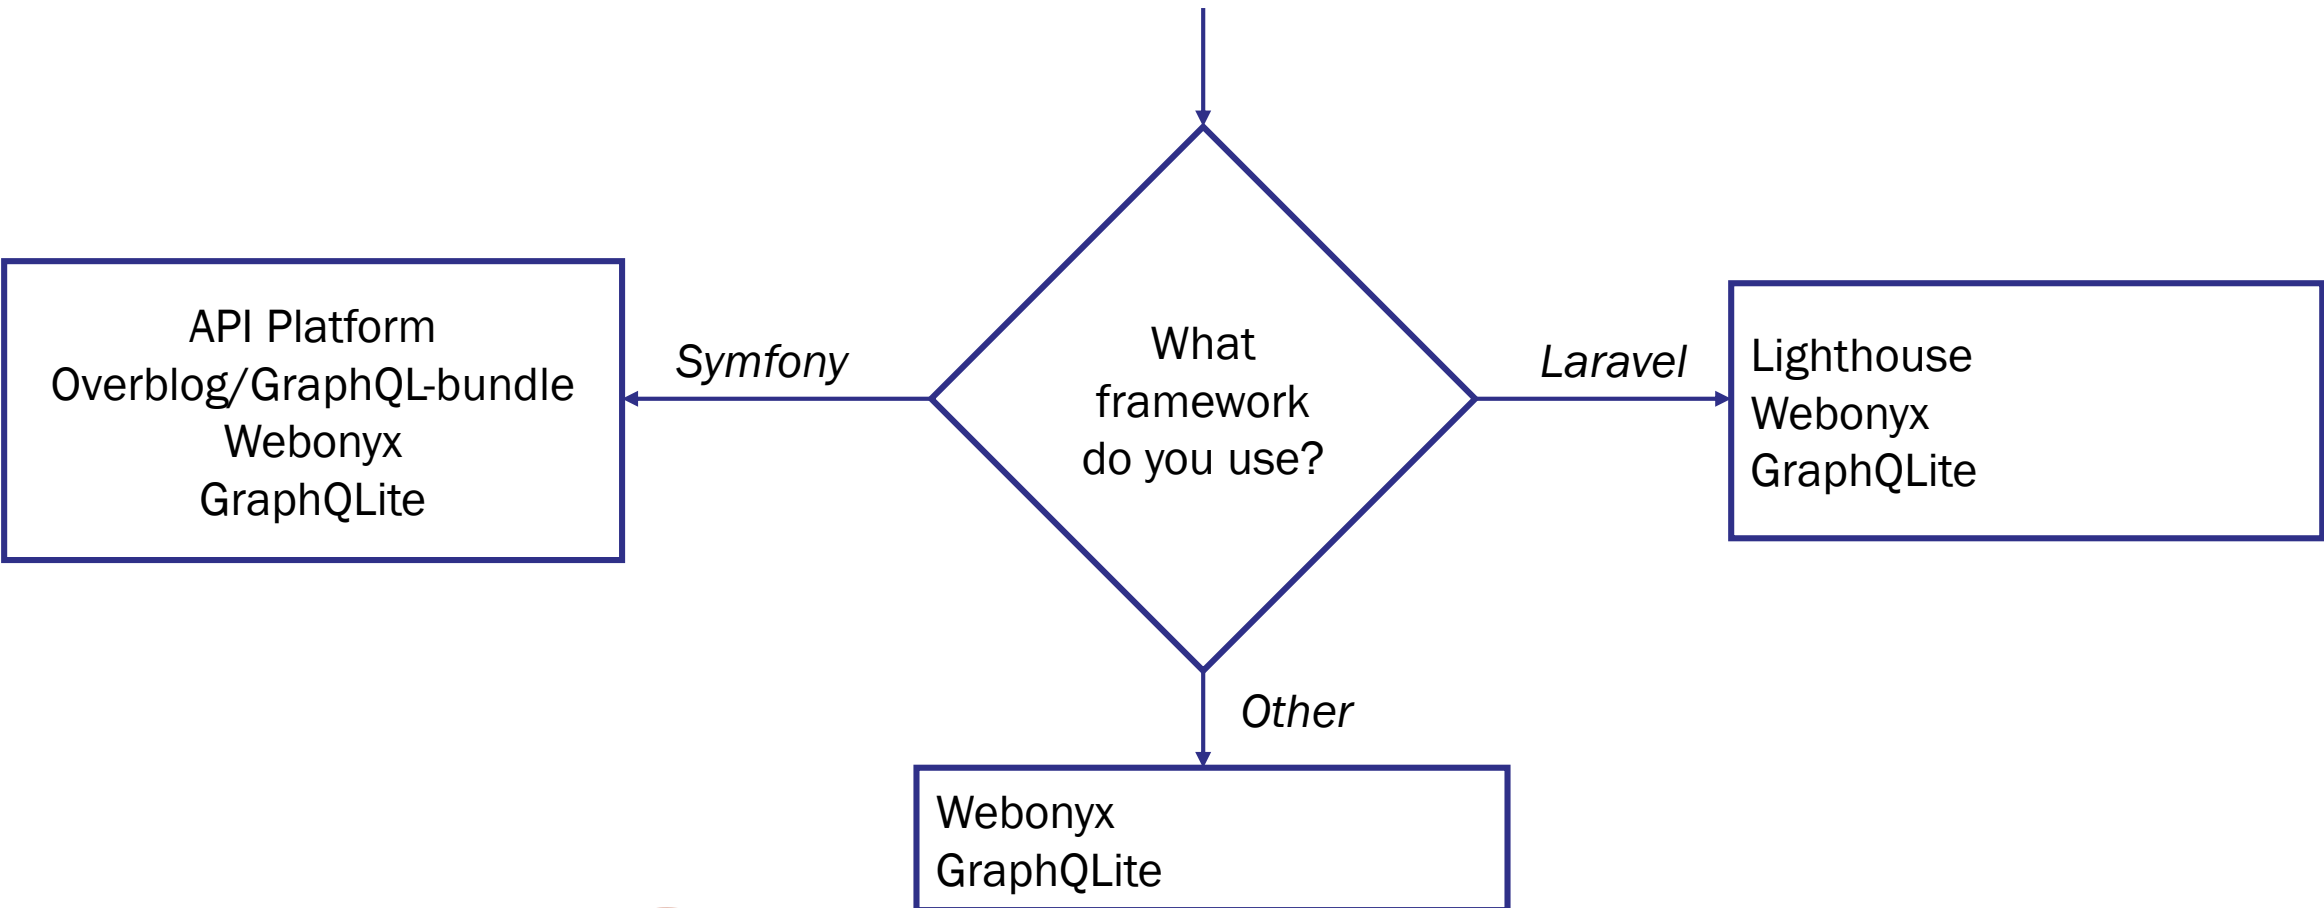 API Platform
Overblog/GraphQL-bundle
Webonyx
GraphQLite
Symfony
What
framework
do you use?
Laravel
Lighthouse
Webonyx
GraphQLite
Other
Webonyx
GraphQLite